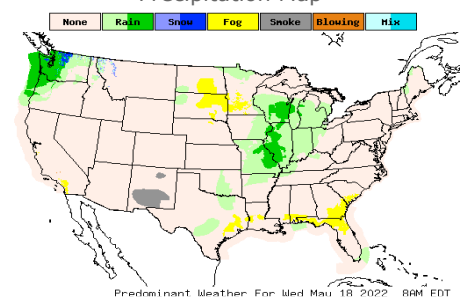 Precipitation Map
None Rain Snow Fog Smoke Blowing Mix
Predominant Weather For Wed May 18 2022 8AM EDT